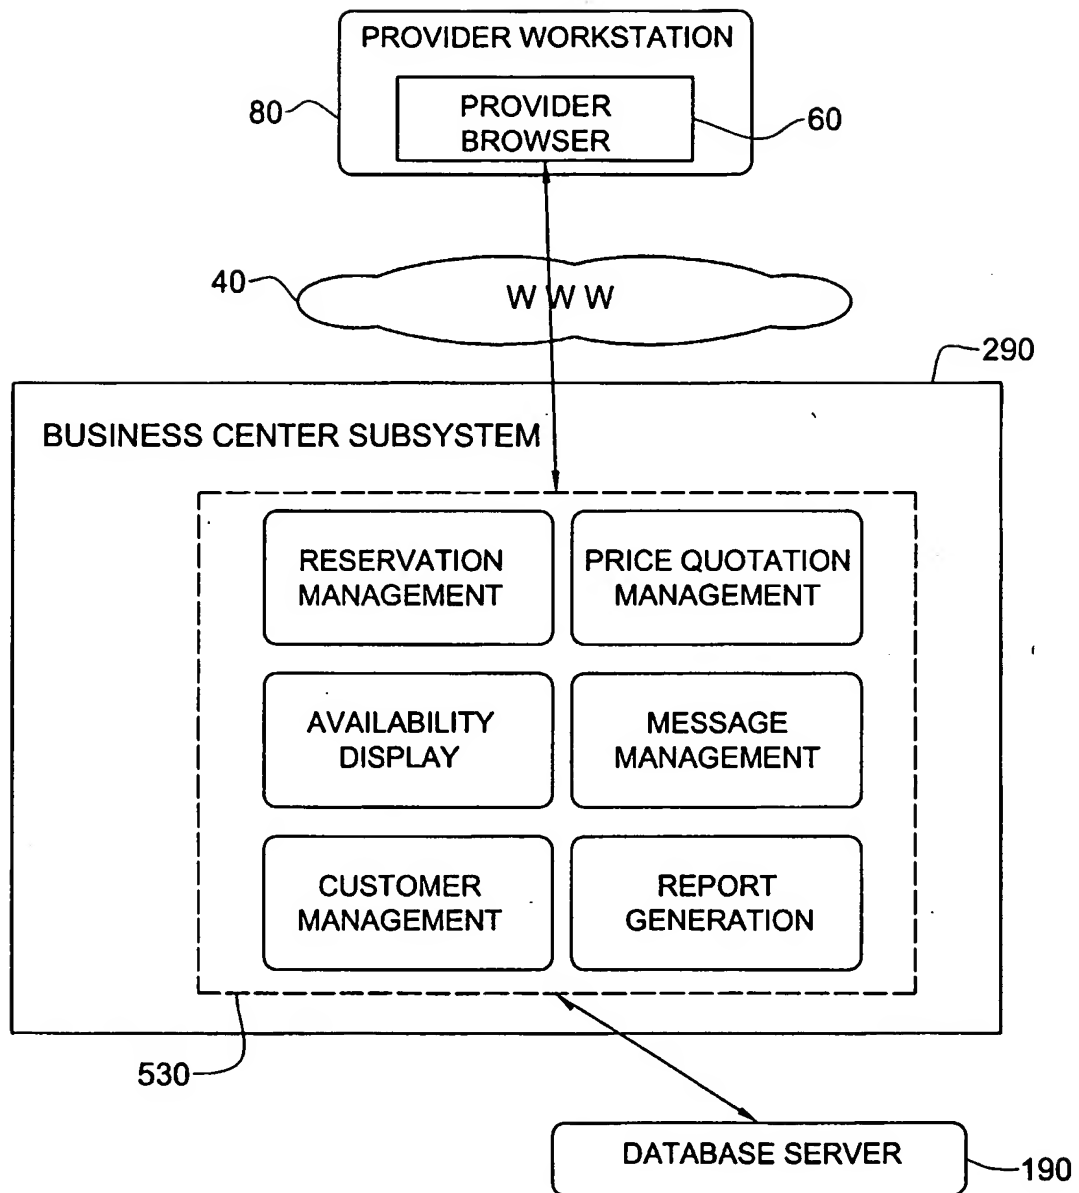 PROVIDER WORKSTATION
80
PROVIDER
BROWSER
60
40
W W W
290
BUSINESS CENTER SUBSYSTEM
RESERVATION
MANAGEMENT
PRICE QUOTATION
MANAGEMENT
AVAILABILITY
DISPLAY
MESSAGE
MANAGEMENT
CUSTOMER
MANAGEMENT
REPORT
GENERATION
530
DATABASE SERVER
190